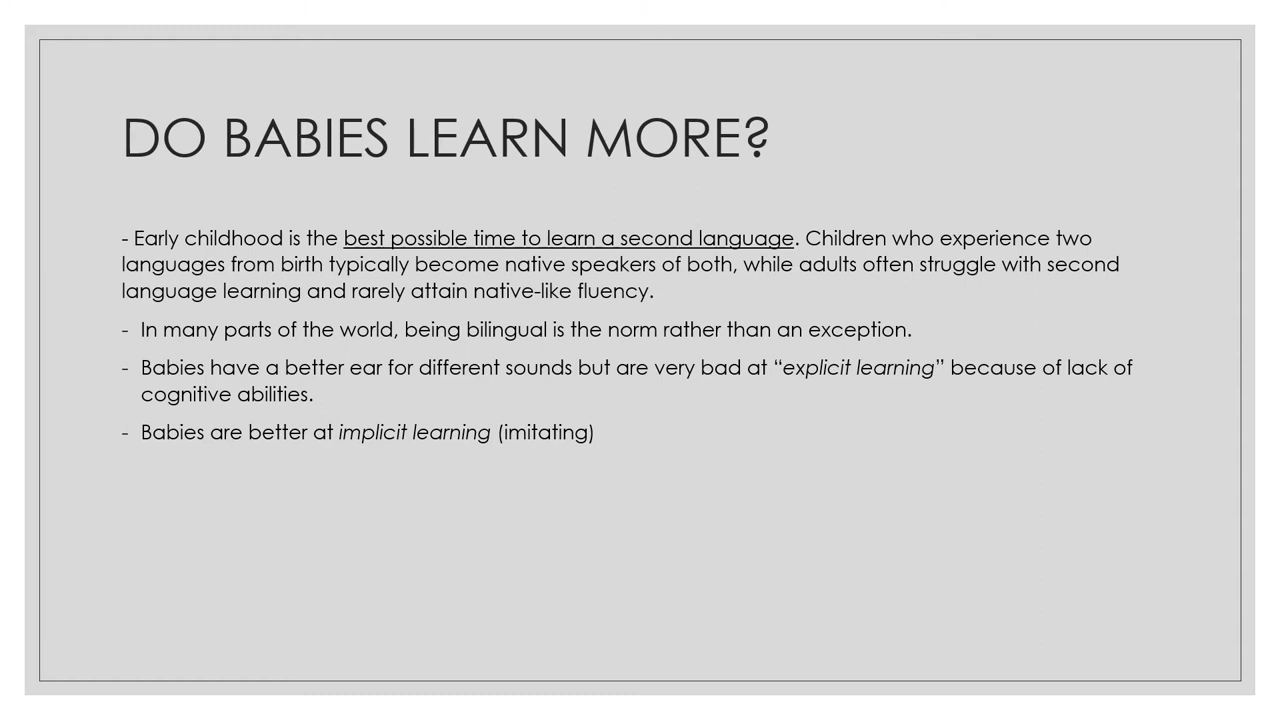 DO BABIES LEARN MORE?
- Early childhood is the best possible time to learn a second language. Children who experience two
languages from birth typically become native speakers of both, while adults often struggle with second
language learning and rarely attain native-like fluency.
- In many parts of the world, being bilingual is the norm rather than an exception.
- Babies have a better ear for different sounds but are very bad at “explicit learning” because of lack of
cognitive abilities.
- Babies are better at implicit learning (imitating)